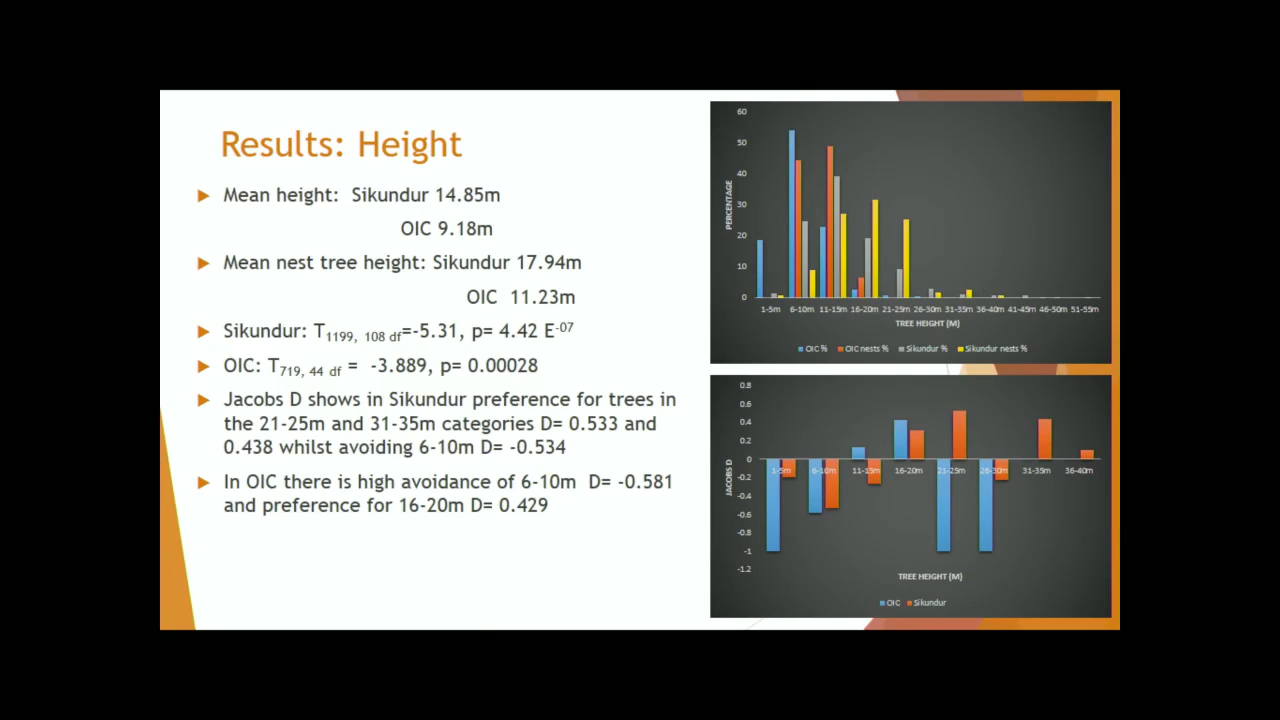 Results: Height
Mean height: Sikundur 14.85m
OIC 9.18m
Mean nest tree height: Sikundur 17.94m
OIC 11.23m
Sikundur: T1199, 108 df=-5.31, p= 4.42 E-07
OIC: T719, 44 df = -3.889, p= 0.00028
Jacobs D shows in Sikundur preference for trees in
the 21-25m and 31-35m categories D= 0.533 and
0.438 whilst avoiding 6-10m D= -0.534
In OIC there is high avoidance of 6-10m D= -0.581
and preference for 16-20m D= 0.429
60
50
40
30
20
10
0
PERCENTAGE
1-5m 6-10m 11-15m 16-20m 21-25m 26-30m 31-35m 36-40m 41-45m 46-50m 51-55m
TREE HEIGHT (M)
OIC % OIC nests % Sikundur % Sikundur nests %
0.8
0.6
0.4
0.2
0
-0.2
-0.4
-0.6
-0.8
-1
-1.2
JACOBS D
1-5m 6-10m 11-15m 16-20m 21-25m 26-30m 31-35m 36-40m
TREE HEIGHT (M)
OIC Sikundur